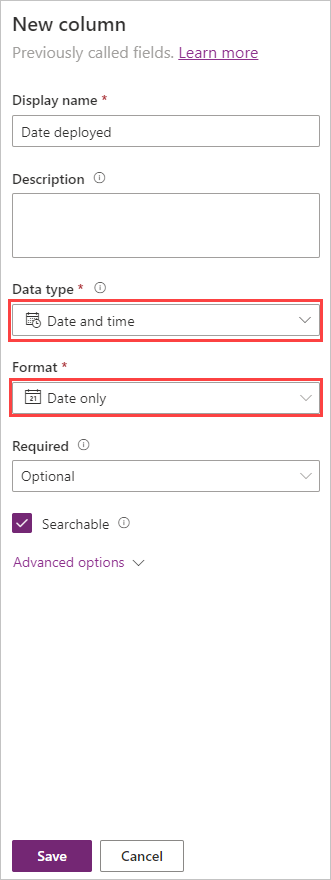 New column
Previously called fields. Learn more
Display name *
Date deployed
Description
Data type *
Date and time
Format *
21 Date only
Required
Optional
Searchable
Advanced options
Save Cancel